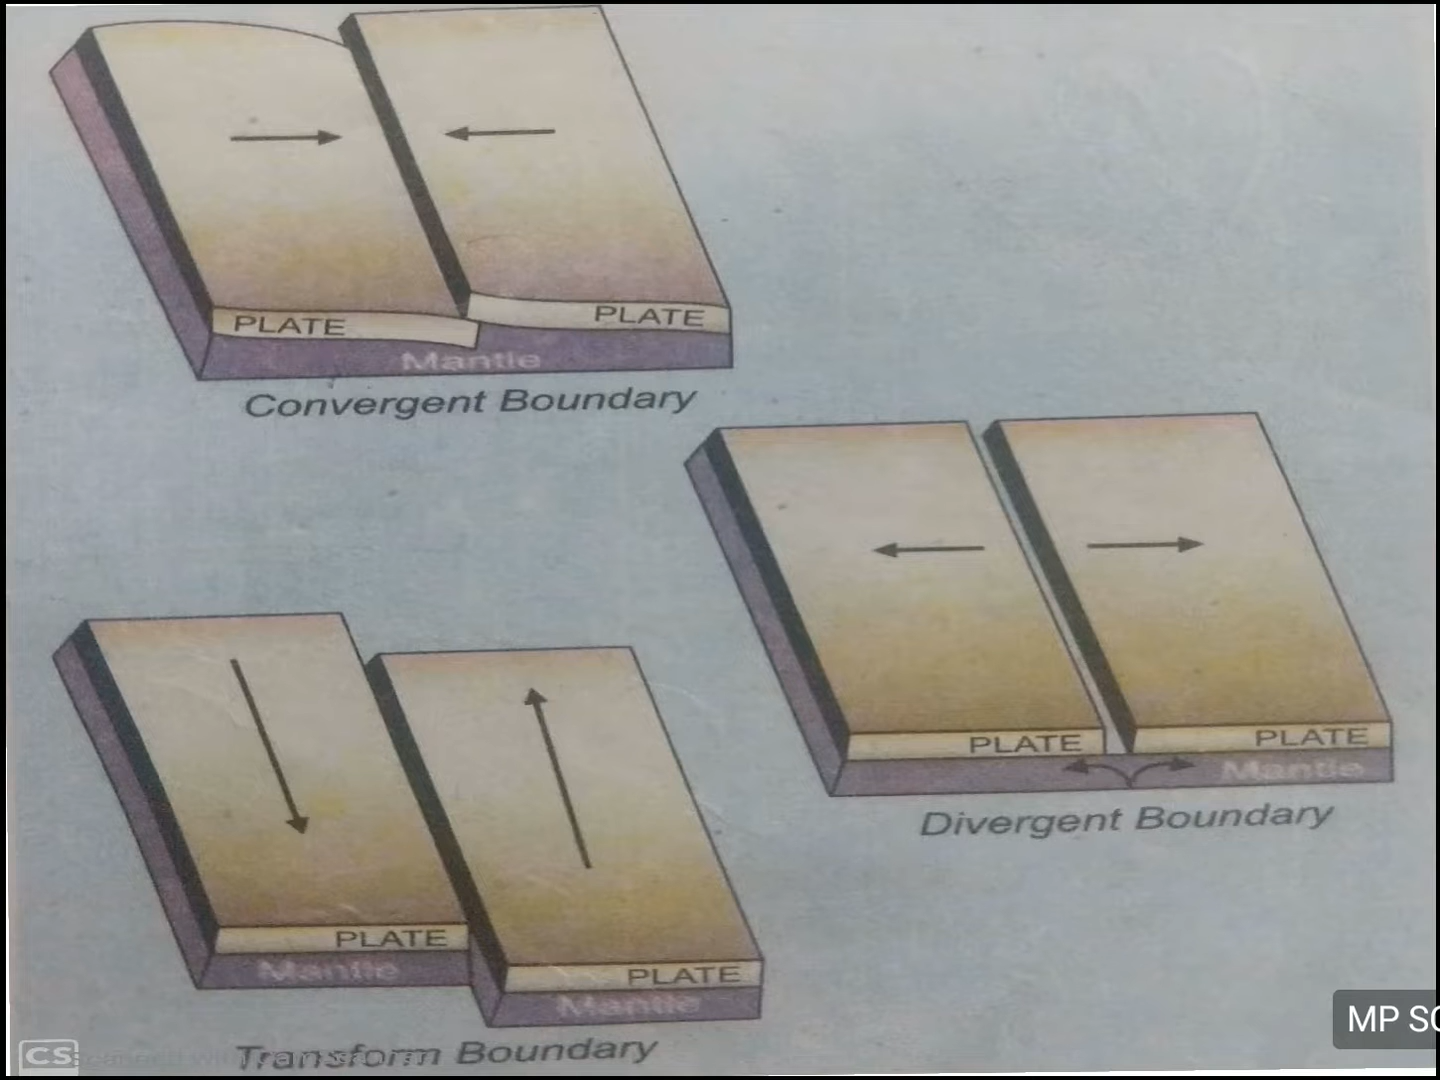 PLATE
PLATE
Mantle
Convergent Boundary
PLATE
PLATE
Mantle
Divergent Boundary
PLATE
Mantle
PLATE
Mantle
Transform Boundary
CS
MP SC